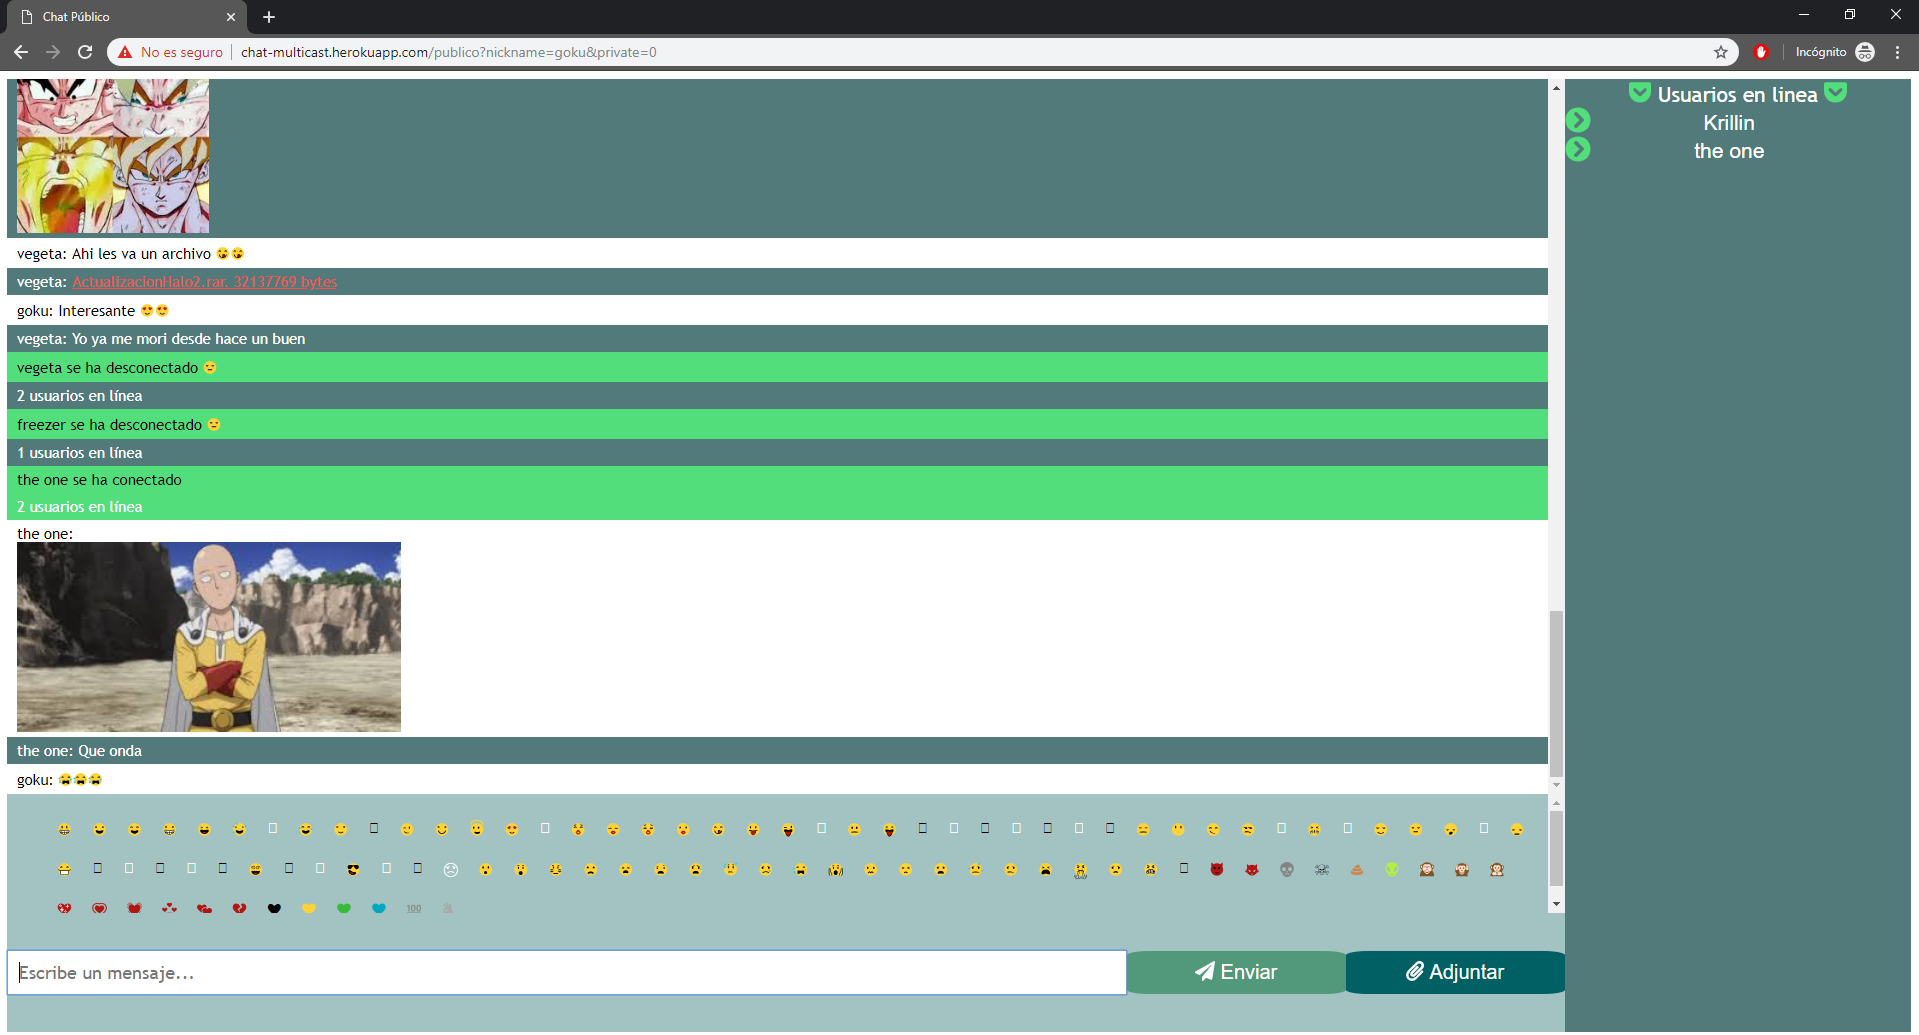 Chat Público
No es seguro chat-multicast.herokuapp.com/publico?nickname=goku&private=0 Incógnito
Usuarios en linea
Krillin
the one
vegeta: Ahi les va un archivo 😋😋
vegeta: ActualizacionHalo2.rar. 32137769 bytes
goku: Interesante 😍😍
vegeta: Yo ya me mori desde hace un buen
vegeta se ha desconectado
2 usuarios en línea
freezer se ha desconectado
1 usuarios en línea
the one se ha conectado
2 usuarios en línea
the one:
the one: Que onda
goku: 😭😭😭
100
Escribe un mensaje...
Enviar
Adjuntar